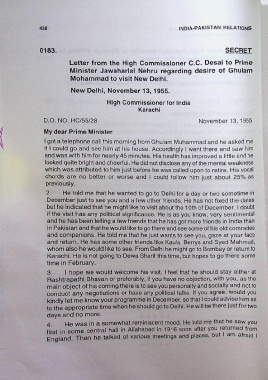 438 INDIA-PAKISTAN RELATIONS
0183. SECRET
Letter from the High Commissioner C.C. Desai to Prime
Minister Jawaharlal Nehru regarding desire of Ghulam
Mohammad to visit New Delhi.
New Delhi, November 13, 1955.
High Commissioner for India
Karachi
D.O. NO. HC/55/28 November 13, 1955
My dear Prime Minister
I got a telephone call this morning from Ghulam Muhammad and he asked me
if I could go and see him at his house. Accordingly I went there and saw him
and was with him for nearly 45 minutes. His health has improved a little and he
looked quite bright and cheerful. He did not disclose any of the mental weakness
which was attributed to him just before he was called upon to retire. His vocal
chords are no better or worse and I could follow him just about 25% as
previously.
2. He told me that he wanted to go to Delhi for a day or two sometime in
December just to see you and a few other friends. He has not fixed the dates
but he indicated that he might like to visit about the 10th of December. I doubt
if the visit has any political significance. He is as you know, very sentimental
and he has been telling a few friends that he has got more friends in India than
in Pakistan and that he would like to go there and see some of his old comrades
and companions. He told me that he just wants to see you, gaze at your face
and return. He has some other friends like Kauls, Berrys and Syed Mahmud,
whom also he would like to see. From Delhi he might go to Bombay or return to
Karachi. He is not going to Dewa Sharif this time, but hopes to go there some
time in February.
3. I hope we would welcome his visit. I feel that he should stay either at
Rashtrapathi Bhavan or preferably, if you have no objection, with you, as the
main object of his coming there is to see you personally and socially and not to
conduct any negotiations or have any political talks. If you agree, would you
kindly let me know your programme in December, so that I could advise him as
to the appropriate time when he should go to Delhi. He will be there just for two
days and no more.
4. He was in a somewhat reminiscent mood. He told me that he saw you
first in some central hall in Allahabad in 1916 soon after you returned from
England. Then he talked of various meetings and places, but I am afraid I